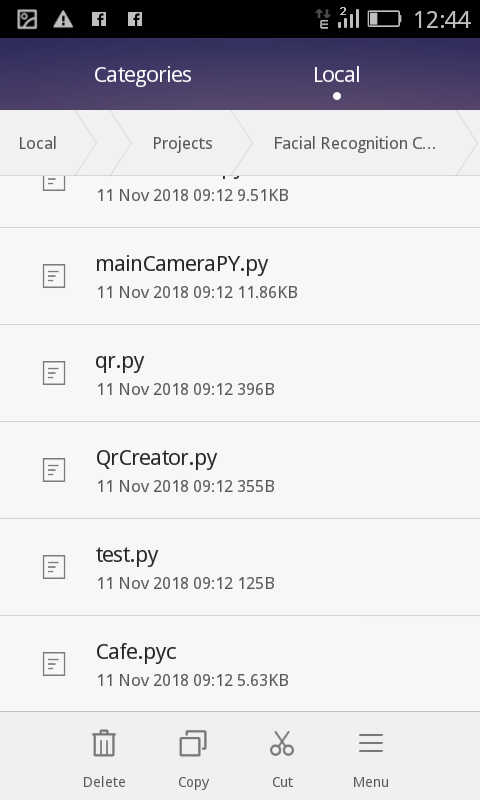 2
E
12:44
Categories
Local
Local
Projects
Facial Recognition C...
11 Nov 2018 09:12 9.51KB
mainCameraPY.py
11 Nov 2018 09:12 11.86KB
qr.py
11 Nov 2018 09:12 396B
QrCreator.py
11 Nov 2018 09:12 355B
test.py
11 Nov 2018 09:12 125B
Cafe.pyc
11 Nov 2018 09:12 5.63KB
Delete
Copy
Cut
Menu